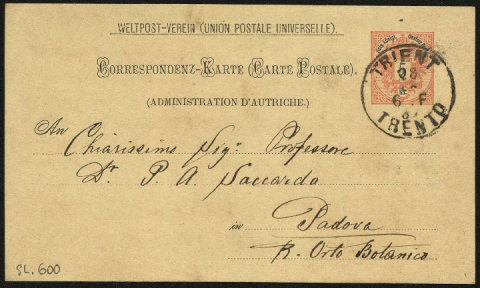 WELTPOST-VEREIN (UNION POSTALE UNIVERSELLE).
CORRESPONDENZ-KARTE (CARTE POSTALE).
(ADMINISTRATION D'AUTRICHE.)
TRIENT
TRENTO
An Chiarissimo Sigr. Professore
Dr. P. A. Saccardo
in Padova
R. Orto Botanico
SL. 600